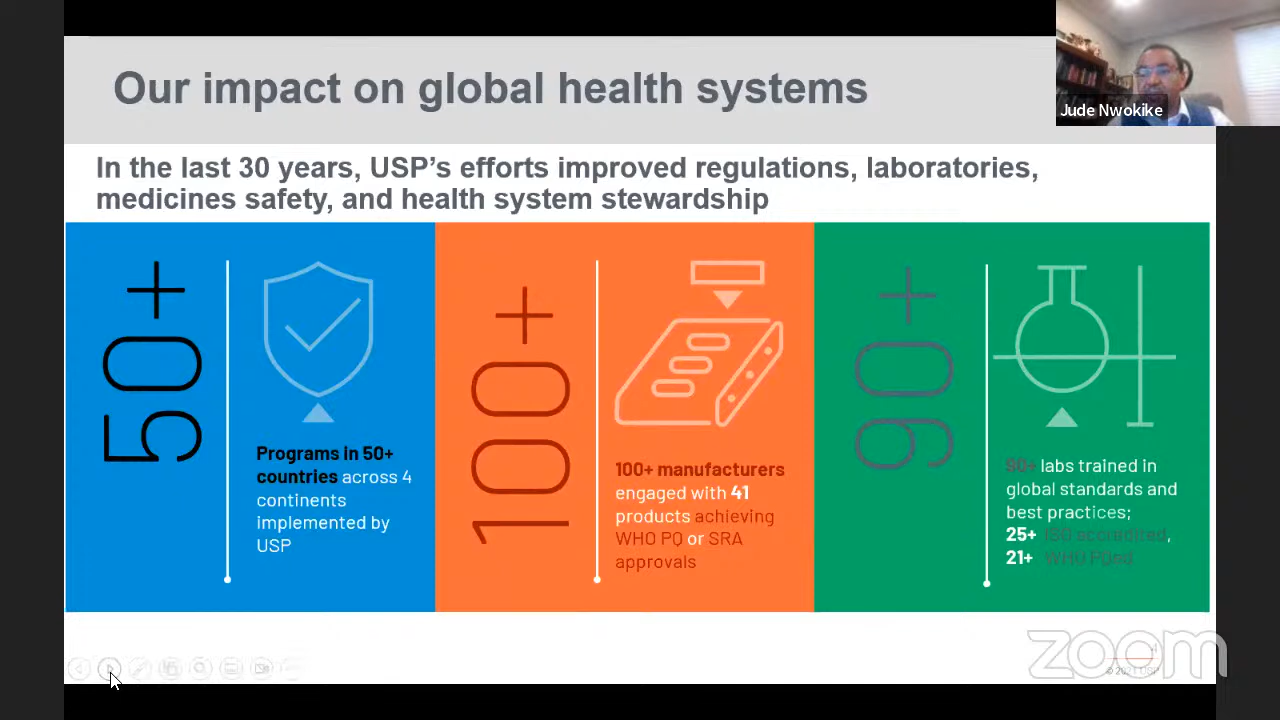 Our impact on global health systems
Jude Nwokike
In the last 30 years, USP’s efforts improved regulations, laboratories,
medicines safety, and health system stewardship
50+
Programs in 50+
countries across 4
continents
implemented by
USP
100+
100+ manufacturers
engaged with 41
products achieving
WHO PQ or SRA
approvals
90+
90+ labs trained in
global standards and
best practices;
25+ ISO accredited,
21+ WHO PQed
zoom